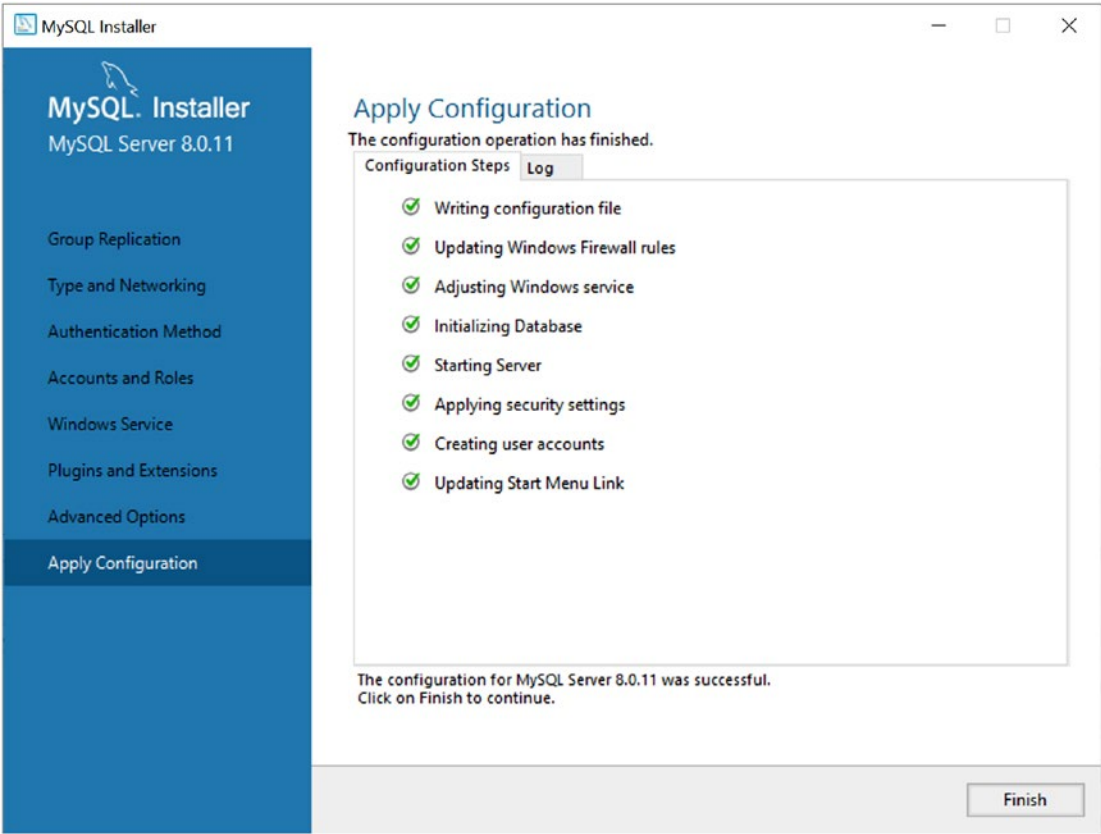 MySQL Installer
MySQL. Installer
MySQL Server 8.0.11
Group Replication
Type and Networking
Authentication Method
Accounts and Roles
Windows Service
Plugins and Extensions
Advanced Options
Apply Configuration
Apply Configuration
The configuration operation has finished.
Configuration Steps Log
Writing configuration file
Updating Windows Firewall rules
Adjusting Windows service
Initializing Database
Starting Server
Applying security settings
Creating user accounts
Updating Start Menu Link
The configuration for MySQL Server 8.0.11 was successful.
Click on Finish to continue.
Finish